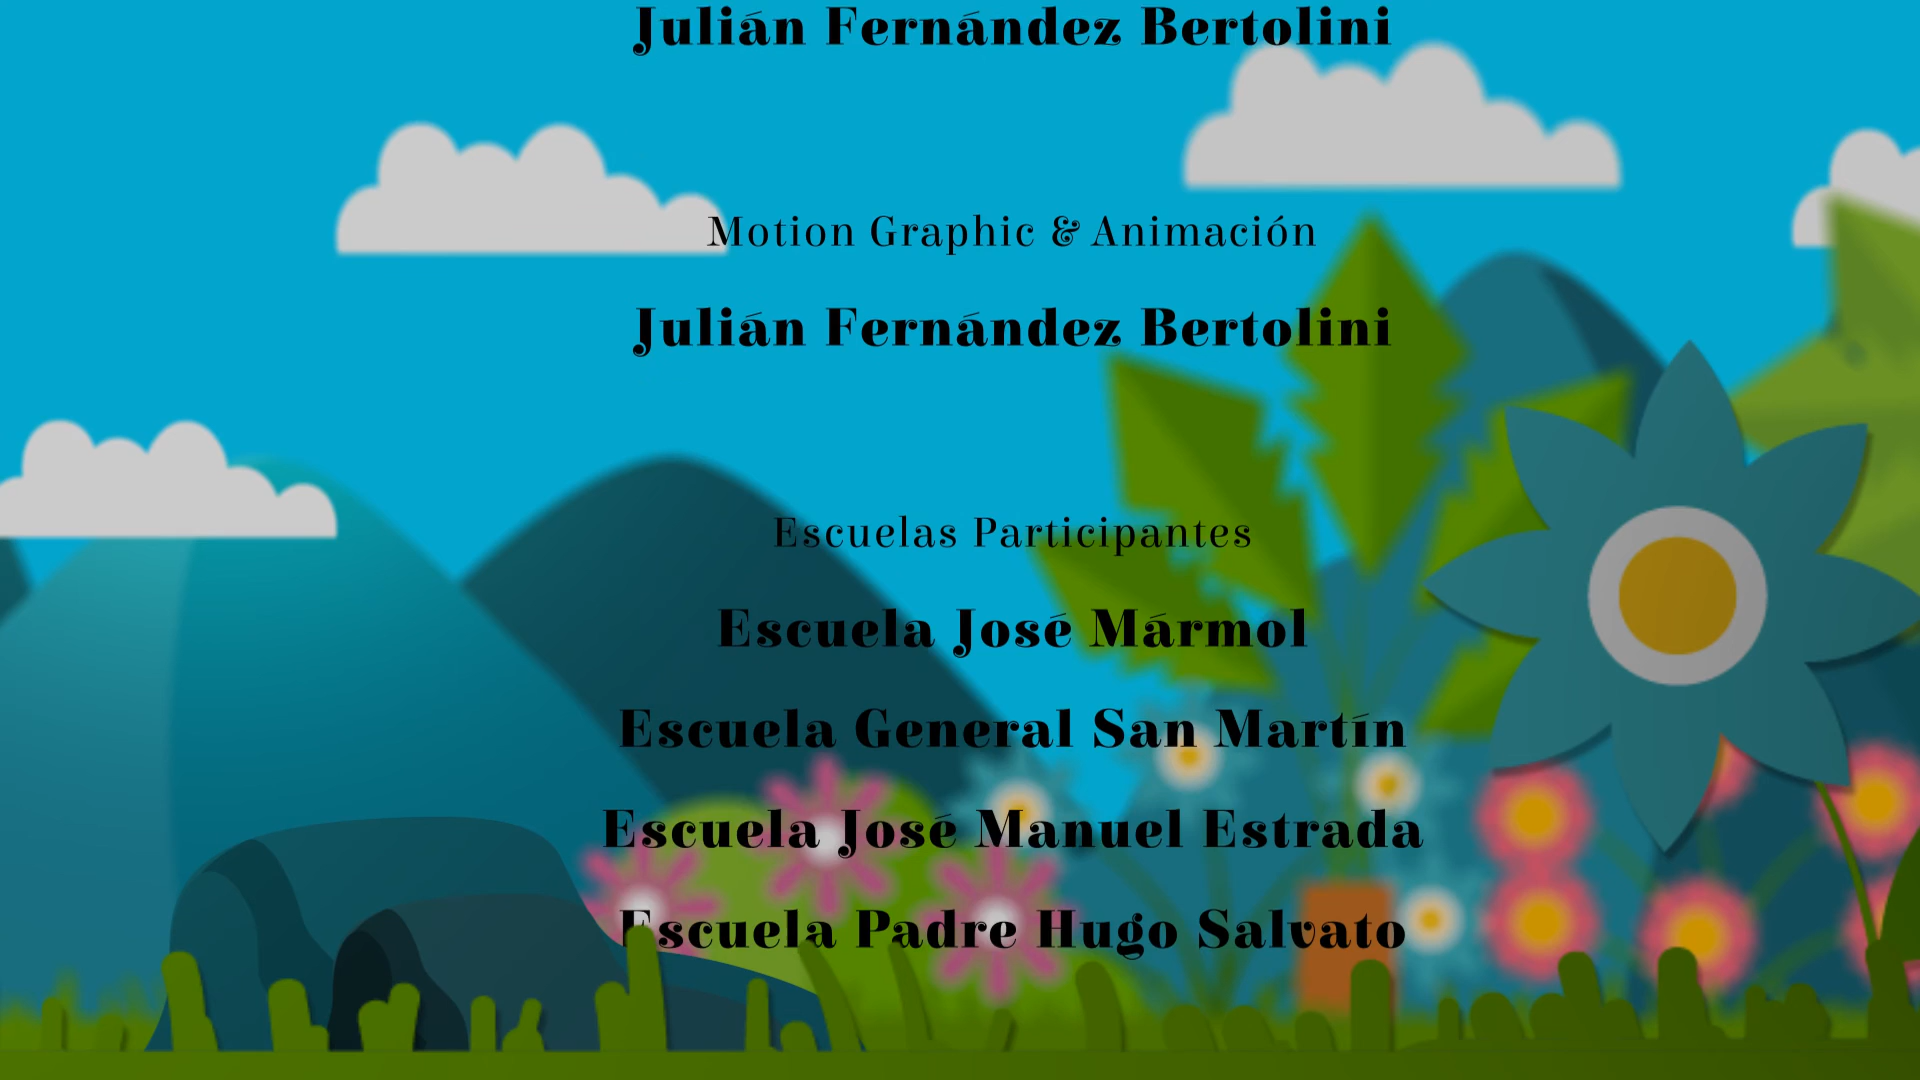 Julián Fernández Bertolini
Motion Graphic & Animación
Julián Fernández Bertolini
Escuelas Participantes
Escuela José Mármol
Escuela General San Martín
Escuela José Manuel Estrada
Escuela Padre Hugo Salvato